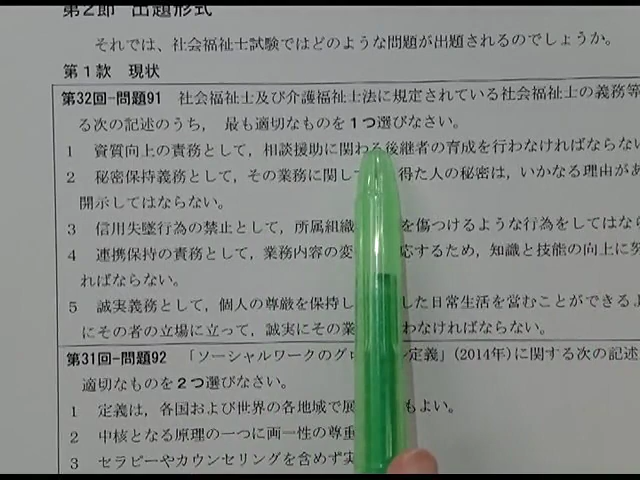 第2節 出題形式
それでは、社会福祉士試験ではどのような問題が出題されるのでしょうか。
第1款 現状
第32回-問題91 社会福祉士及び介護福祉士法に規定されている社会福祉士の義務等
る次の記述のうち，最も適切なものを1つ選びなさい。
1 資質向上の責務として，相談援助に関わる後継者の育成を行わなければならない
2 秘密保持義務として，その業務に関して 得た人の秘密は，いかなる理由があ
開示してはならない。
3 信用失墜行為の禁止として，所属組織 を傷つけるような行為をしてはなら
4 連携保持の責務として，業務内容の変 応するため，知識と技能の向上に努
ればならない。
5 誠実義務として，個人の尊厳を保持し した日常生活を営むことができる
にその者の立場に立って，誠実にその業 わなければならない。
第31回-問題92 「ソーシャルワークのグロ 定義」(2014年)に関する次の記述
適切なものを2つ選びなさい。
1 定義は，各国および世界の各地域で展 もよい。
2 中核となる原理の一つに画一性の尊重
3 セラピーやカウンセリングを含めず実